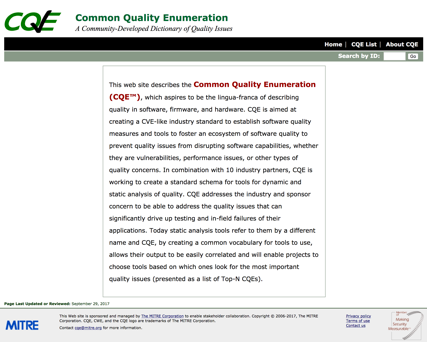 CQE
Common Quality Enumeration
A Community-Developed Dictionary of Quality Issues
Home | CQE List | About CQE
Search by ID: Go
This web site describes the Common Quality Enumeration
(CQE™), which aspires to be the lingua-franca of describing
quality in software, firmware, and hardware. CQE is aimed at
creating a CVE-like industry standard to establish software quality
measures and tools to foster an ecosystem of software quality to
prevent quality issues from disrupting software capabilities, whether
they are vulnerabilities, performance issues, or other types of
quality concerns. In combination with 10 industry partners, CQE is
working to create a standard schema for tools for dynamic and
static analysis of quality. CQE addresses the industry and sponsor
concern to be able to address the quality issues that can
significantly drive up testing and in-field failures of their
applications. Today static analysis tools refer to them by a different
name and CQE, by creating a common vocabulary for tools to use,
allows their output to be easily correlated and will enable projects to
choose tools based on which ones look for the most important
quality issues (presented as a list of Top-N CQEs).
Page Last Updated or Reviewed: September 29, 2017
MITRE
This Web site is sponsored and managed by The MITRE Corporation to enable stakeholder collaboration. Copyright © 2006-2017, The MITRE
Corporation. CQE, CWE, and the CQE logo are trademarks of The MITRE Corporation.
Contact cqe@mitre.org for more information.
Privacy policy
Terms of use
Contact us
Making
Security
Measurable™